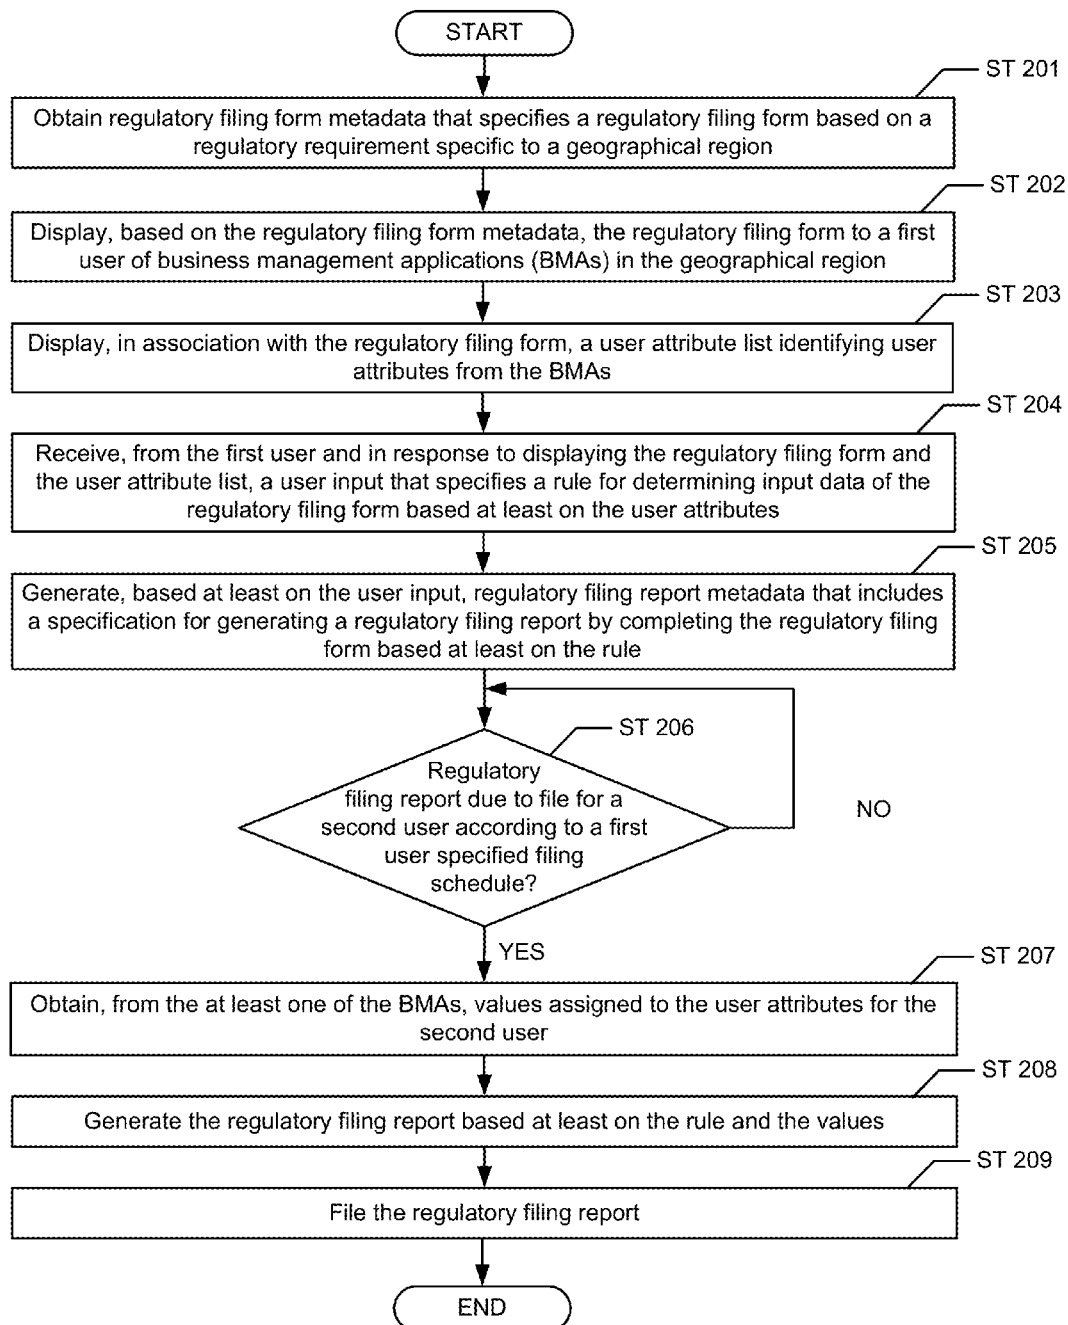 START
ST 201
Obtain regulatory filing form metadata that specifies a regulatory filing form based on a
regulatory requirement specific to a geographical region
ST 202
Display, based on the regulatory filing form metadata, the regulatory filing form to a first
user of business management applications (BMAs) in the geographical region
ST 203
Display, in association with the regulatory filing form, a user attribute list identifying user
attributes from the BMAs
ST 204
Receive, from the first user and in response to displaying the regulatory filing form and
the user attribute list, a user input that specifies a rule for determining input data of the
regulatory filing form based at least on the user attributes
ST 205
Generate, based at least on the user input, regulatory filing report metadata that includes
a specification for generating a regulatory filing report by completing the regulatory filing
form based at least on the rule
ST 206
Regulatory
filing report due to file for a
second user according to a first
user specified filing
schedule?
NO
YES
ST 207
Obtain, from the at least one of the BMAs, values assigned to the user attributes for the
second user
ST 208
Generate the regulatory filing report based at least on the rule and the values
ST 209
File the regulatory filing report
END